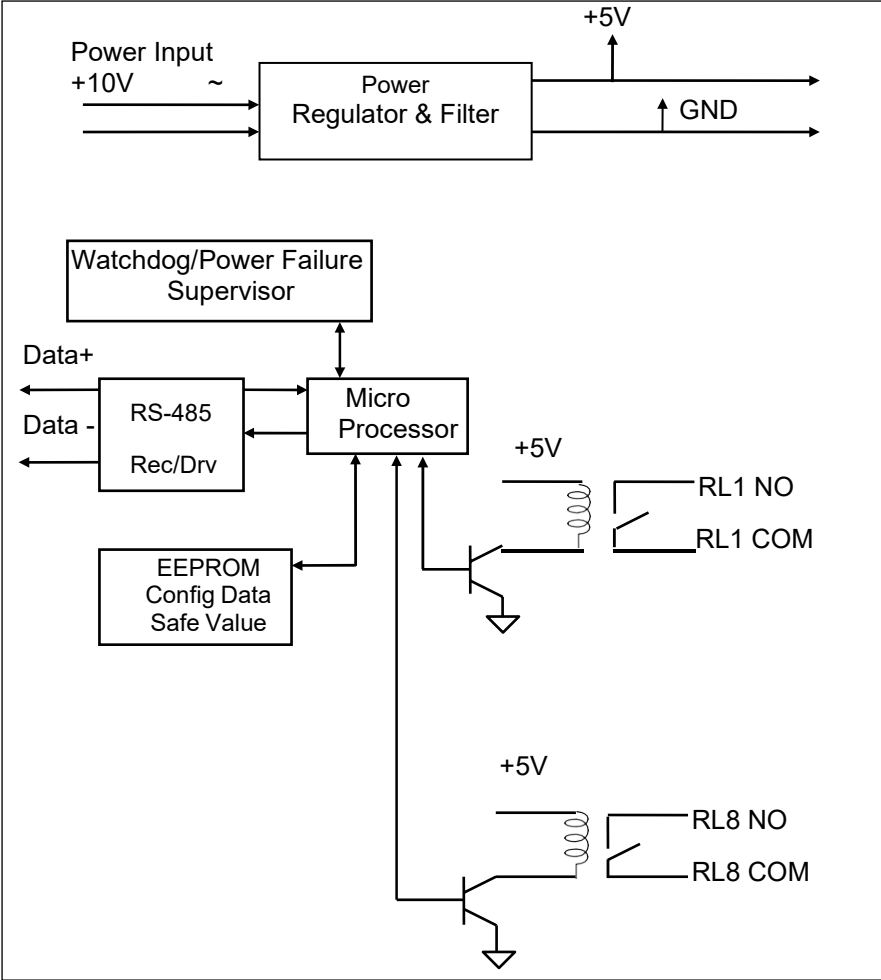 +5V
Power Input
+10V ~
Power
Regulator & Filter
GND
Watchdog/Power Failure
Supervisor
Data+
Data -
RS-485
Rec/Drv
Micro
Processor
+5V
RL1 NO
RL1 COM
EEPROM
Config Data
Safe Value
+5V
RL8 NO
RL8 COM